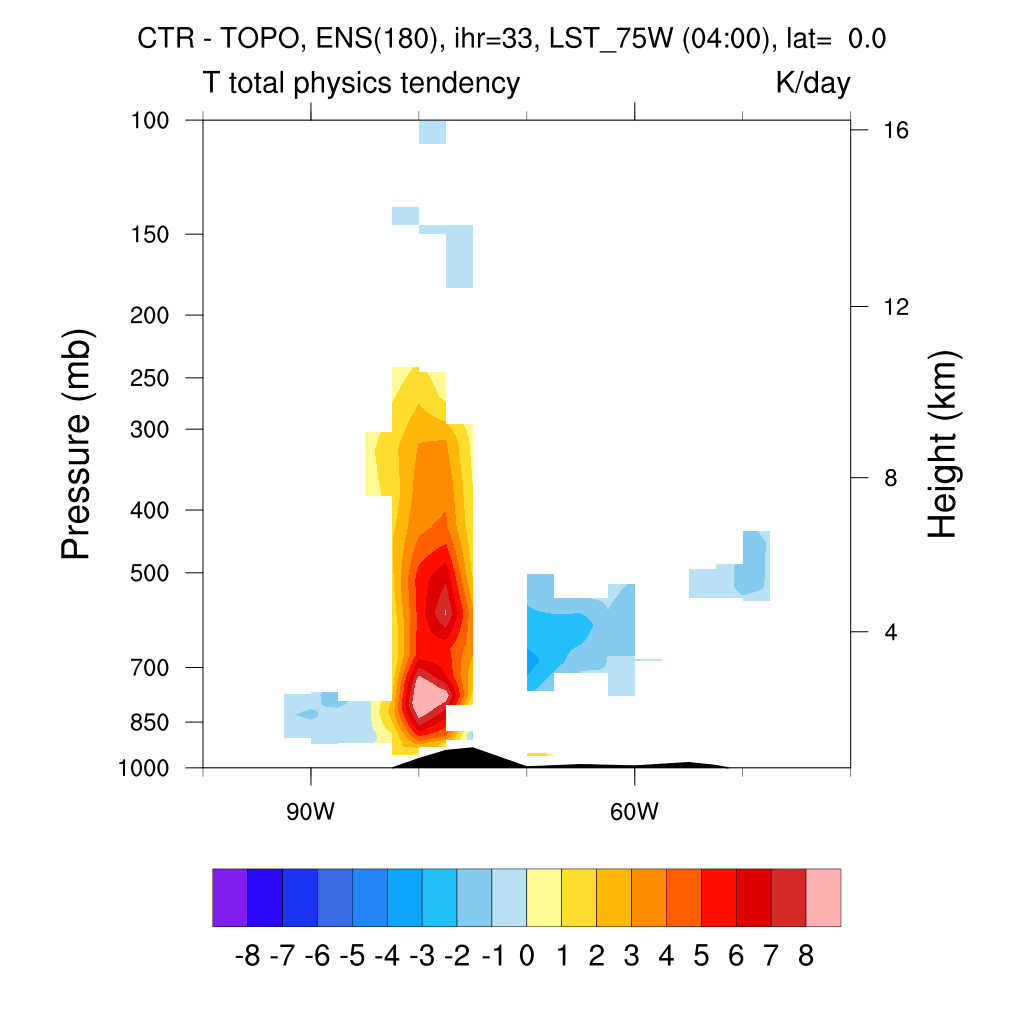 CTR - TOPO, ENS(180), ihr=33, LST_75W (04:00), lat=  0.0
T total physics tendency K/day
100
150
200
250
300
400
500
700
850
1000
Pressure (mb)
16
12
8
4
Height (km)
90W 60W
-8 -7 -6 -5 -4 -3 -2 -1 0 1 2 3 4 5 6 7 8